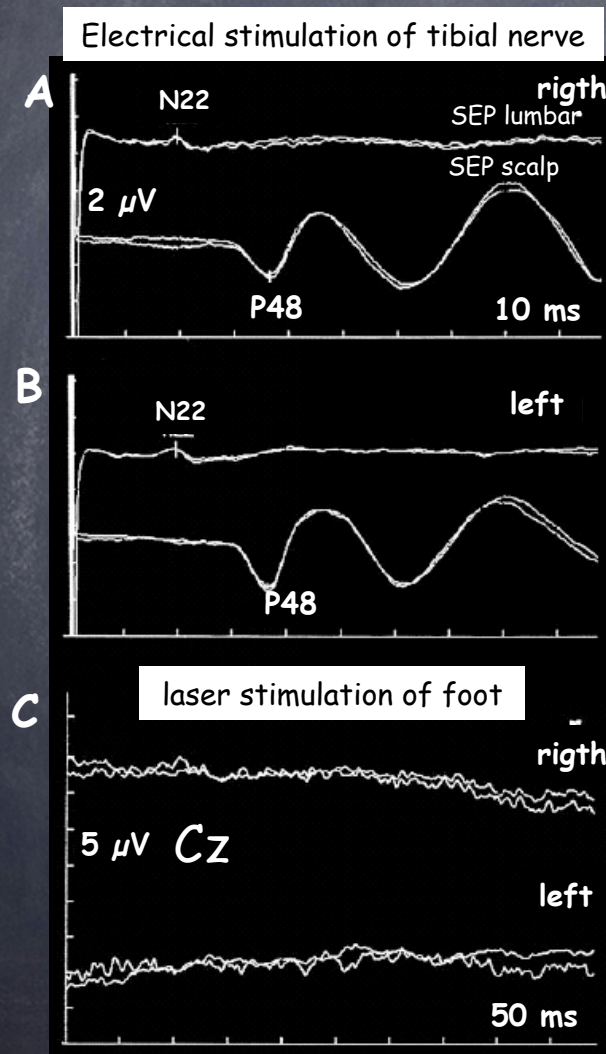 Electrical stimulation of tibial nerve
A
N22
rigth
SEP lumbar
SEP scalp
2 µV
P48
10 ms
B
N22
left
P48
laser stimulation of foot
C
rigth
5 µV Cz
left
50 ms